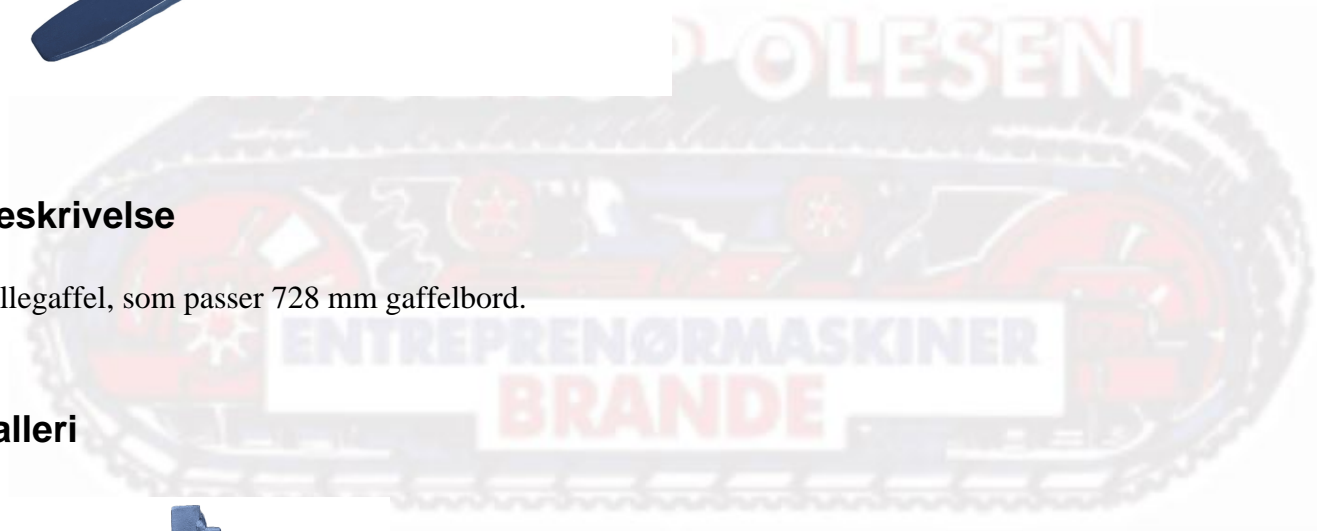 P OLESEN
eskrivelse
llegaffel, som passer 728 mm gaffelbord.
ENTREPRENØRMASKINER
BRANDE
alleri